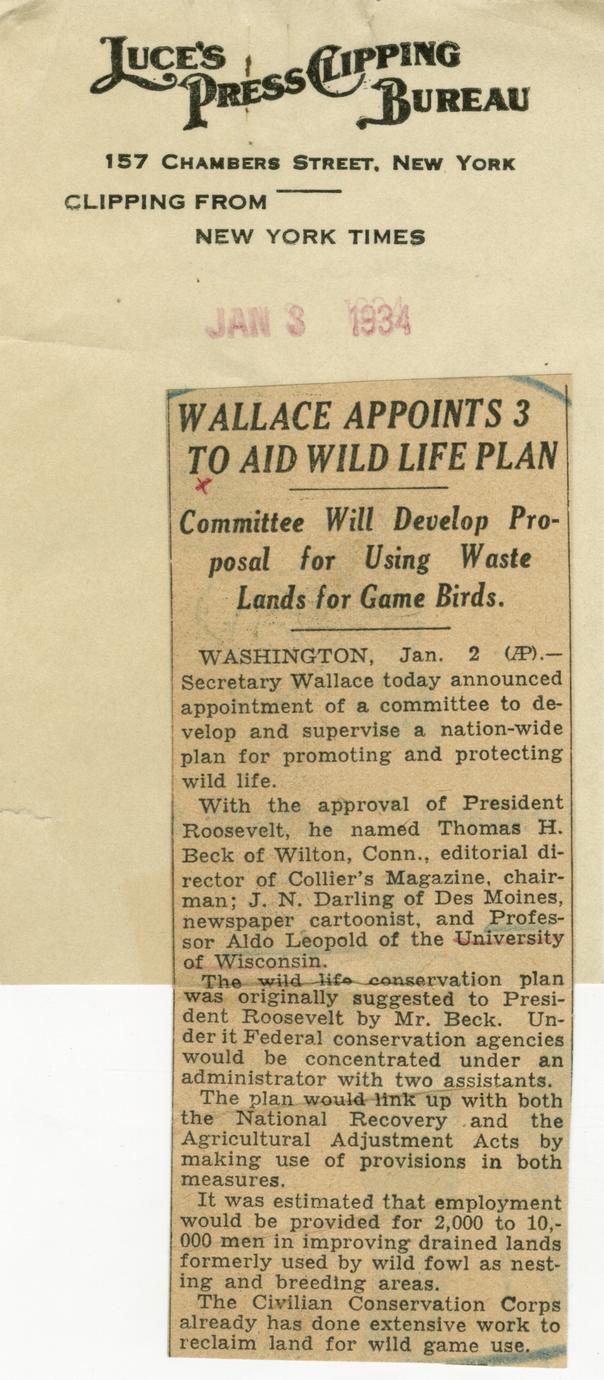 LUCE'S PRESS CLIPPING BUREAU
157 CHAMBERS STREET, NEW YORK
CLIPPING FROM
NEW YORK TIMES
JAN 3 1934
WALLACE APPOINTS 3
TO AID WILD LIFE PLAN
x
Committee Will Develop Pro-
posal for Using Waste
Lands for Game Birds.
WASHINGTON, Jan. 2 (AP).—
Secretary Wallace today announced
appointment of a committee to de-
velop and supervise a nation-wide
plan for promoting and protecting
wild life.
With the approval of President
Roosevelt, he named Thomas H.
Beck of Wilton, Conn., editorial di-
rector of Collier's Magazine, chair-
man; J. N. Darling of Des Moines,
newspaper cartoonist, and Profes-
sor Aldo Leopold of the University
of Wisconsin.
The wild life conservation plan
was originally suggested to Presi-
dent Roosevelt by Mr. Beck. Un-
der it Federal conservation agencies
would be concentrated under an
administrator with two assistants.
The plan would link up with both
the National Recovery and the
Agricultural Adjustment Acts by
making use of provisions in both
measures.
It was estimated that employment
would be provided for 2,000 to 10,-
000 men in improving drained lands
formerly used by wild fowl as nest-
ing and breeding areas.
The Civilian Conservation Corps
already has done extensive work to
reclaim land for wild game use.